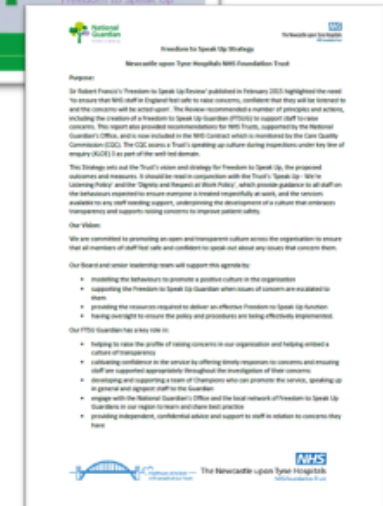 Freedom to Speak Up
National
Guardian
Freedom to Speak Up
NHS
The Newcastle upon Tyne Hospitals
Freedom to Speak Up Strategy
Newcastle upon Tyne Hospitals NHS Foundation Trust
Purpose:
Sir Robert Francis's 'Freedom to Speak Up Review' published in February 2015 highlighted the need
'to ensure that NHS staff in England feel safe to raise concerns, confident that they will be listened to
and the concerns will be acted upon'. The Review recommended a number of principles and actions,
including the creation of a Freedom to Speak Up Guardian (FTSUG) to support staff to raise
concerns. This report also provided recommendations for NHS Trusts, supported by the National
Guardian's Office, and is now included in the NHS Contract which is monitored by the Care Quality
Commission (CQC). The CQC assess a Trust's speaking up culture during inspections under key line of
enquiry (KLOE) 3 as part of the well-led domain.
This Strategy sets out the Trust's vision and strategy for Freedom to Speak Up, the proposed
outcomes and measures. It should be read in conjunction with the Trust's 'Speak Up - We're
Listening Policy' and the 'Dignity and Respect at Work Policy', which provide guidance to all staff on
the behaviours expected to ensure everyone is treated respectfully at work, and the services
available to any staff needing support, underpinning the development of a culture that embraces
transparency and supports raising concerns to improve patient safety.
Our Vision:
We are committed to promoting an open and transparent culture across the organisation to ensure
that all members of staff feel safe and confident to speak out about any issues that concern them.
Our Board and senior leadership team will support this agenda by:
• modelling the behaviours to promote a positive culture in the organisation
• supporting the Freedom to Speak Up Guardian when issues of concern are escalated to
them
• providing the resources required to deliver an effective Freedom to Speak Up function
• having oversight to ensure the policy and procedures are being effectively implemented.
Our FTSU Guardian has a key role in:
• helping to raise the profile of raising concerns in our organisation and helping embed a
culture of transparency
• cultivating confidence in the service by offering timely responses to concerns and ensuring
staff are supported appropriately throughout the investigation of their concerns
• developing and supporting a team of Champions who can promote the service, speaking up
in general and signpost staff to the Guardian
• engage with the National Guardian's Office and the local network of Freedom to Speak Up
Guardians in our region to learn and share best practice
• providing independent, confidential advice and support to staff in relation to concerns they
have
NHS
The Newcastle upon Tyne Hospitals
NHS Foundation Trust